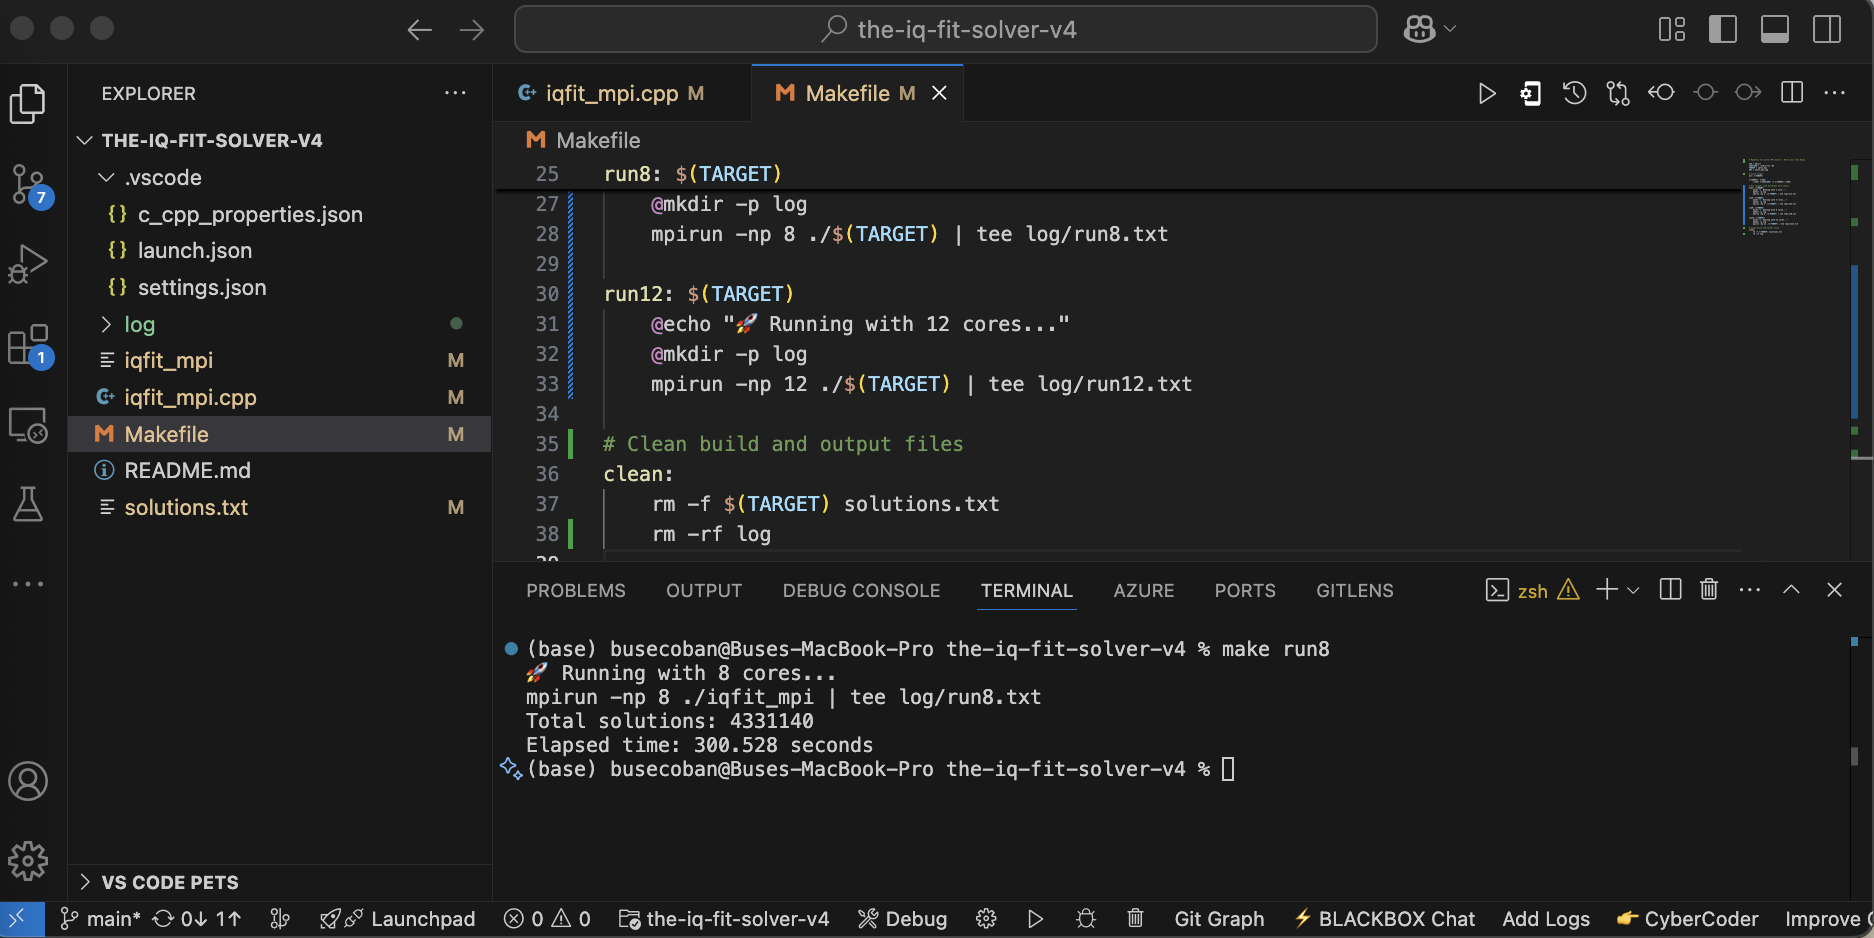 the-iq-fit-solver-v4
EXPLORER
THE-IQ-FIT-SOLVER-V4
.vscode
{} c_cpp_properties.json
{} launch.json
{} settings.json
log
iqfit_mpi M
iqfit_mpi.cpp M
M Makefile M
README.md
solutions.txt M
VS CODE PETS
7
1
iqfit_mpi.cpp M
M Makefile M
M Makefile
25 run8: $(TARGET)
27 @mkdir -p log
28 mpirun -np 8 ./$(TARGET) | tee log/run8.txt
29
30 run12: $(TARGET)
31 @echo "🚀 Running with 12 cores..."
32 @mkdir -p log
33 mpirun -np 12 ./$(TARGET) | tee log/run12.txt
34
35 # Clean build and output files
36 clean:
37 rm -f $(TARGET) solutions.txt
38 rm -rf log
PROBLEMS OUTPUT DEBUG CONSOLE TERMINAL AZURE PORTS GITLENS
zsh
(base) busecoban@Buses-MacBook-Pro the-iq-fit-solver-v4 % make run8
🚀 Running with 8 cores...
mpirun -np 8 ./iqfit_mpi | tee log/run8.txt
Total solutions: 4331140
Elapsed time: 300.528 seconds
(base) busecoban@Buses-MacBook-Pro the-iq-fit-solver-v4 %
main* 0↓ 1↑ Launchpad 0 0 the-iq-fit-solver-v4 Debug Git Graph ⚡ BLACKBOX Chat Add Logs 👉 CyberCoder Improve